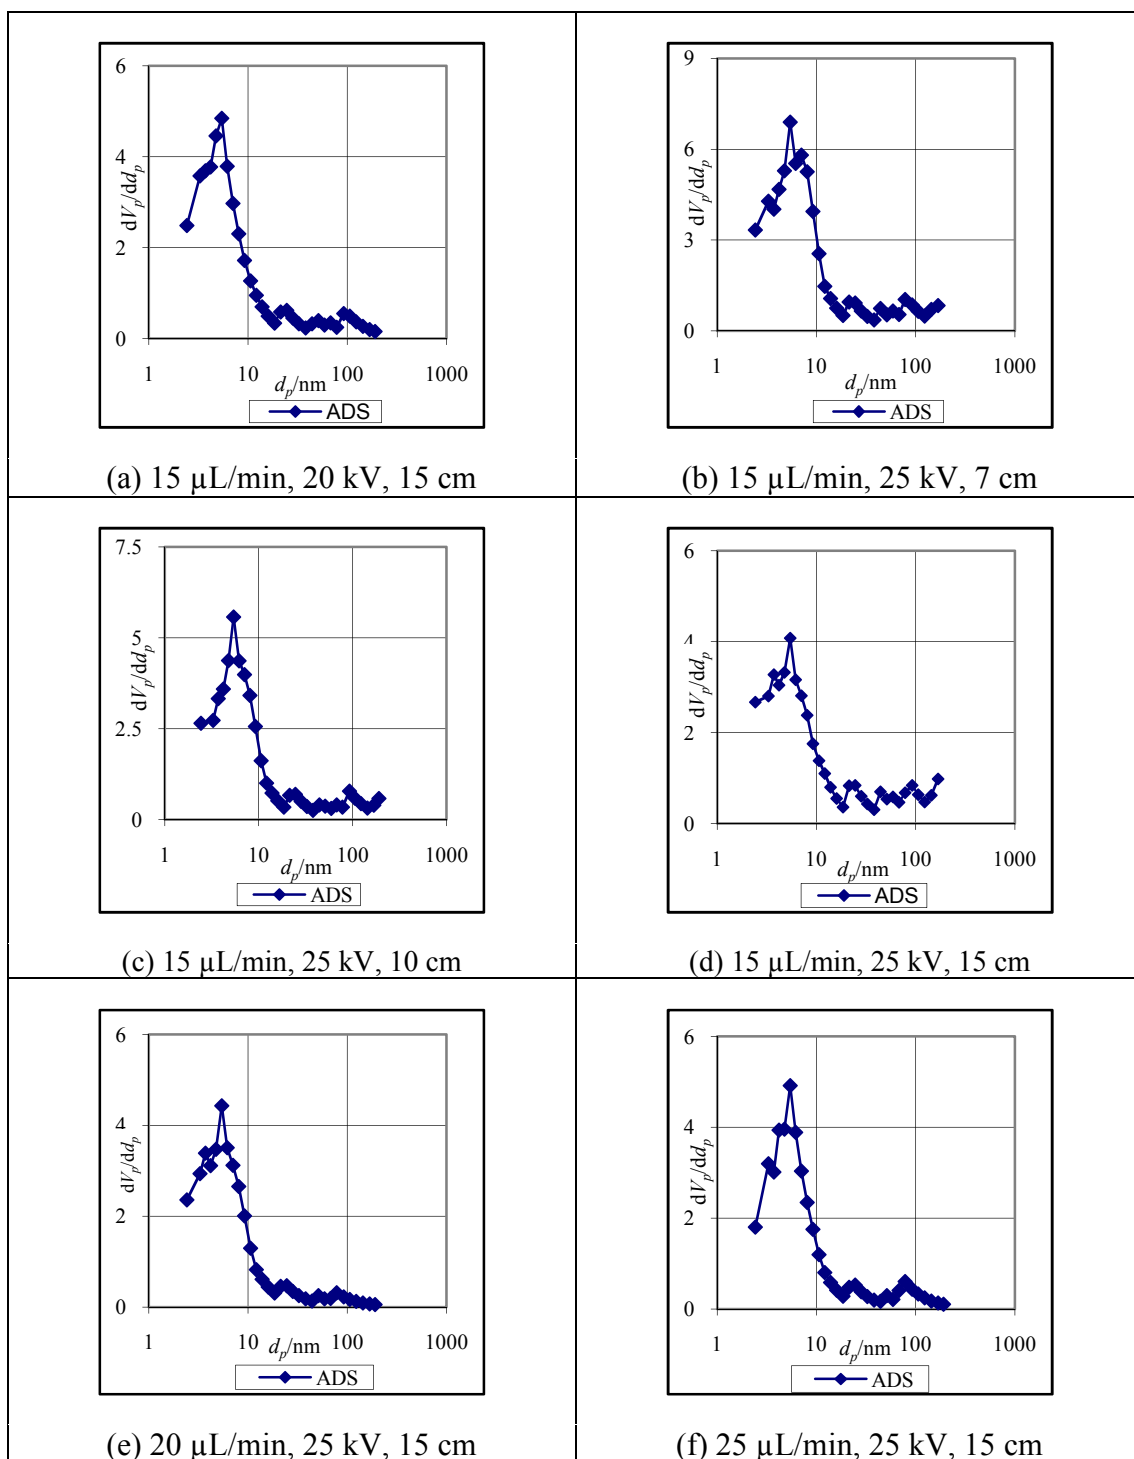 6
4
2
0
dVp/ddp
1 10 100 1000
dp/nm
ADS
(a) 15 µL/min, 20 kV, 15 cm
9
6
3
0
dVp/ddp
1 10 100 1000
dp/nm
ADS
(b) 15 µL/min, 25 kV, 7 cm
7.5
5
2.5
0
dVp/ddp
1 10 100 1000
dp/nm
ADS
(c) 15 µL/min, 25 kV, 10 cm
6
4
2
0
dVp/ddp
1 10 100 1000
dp/nm
ADS
(d) 15 µL/min, 25 kV, 15 cm
6
4
2
0
dVp/ddp
1 10 100 1000
dp/nm
ADS
(e) 20 µL/min, 25 kV, 15 cm
6
4
2
0
dVp/ddp
1 10 100 1000
dp/nm
ADS
(f) 25 µL/min, 25 kV, 15 cm